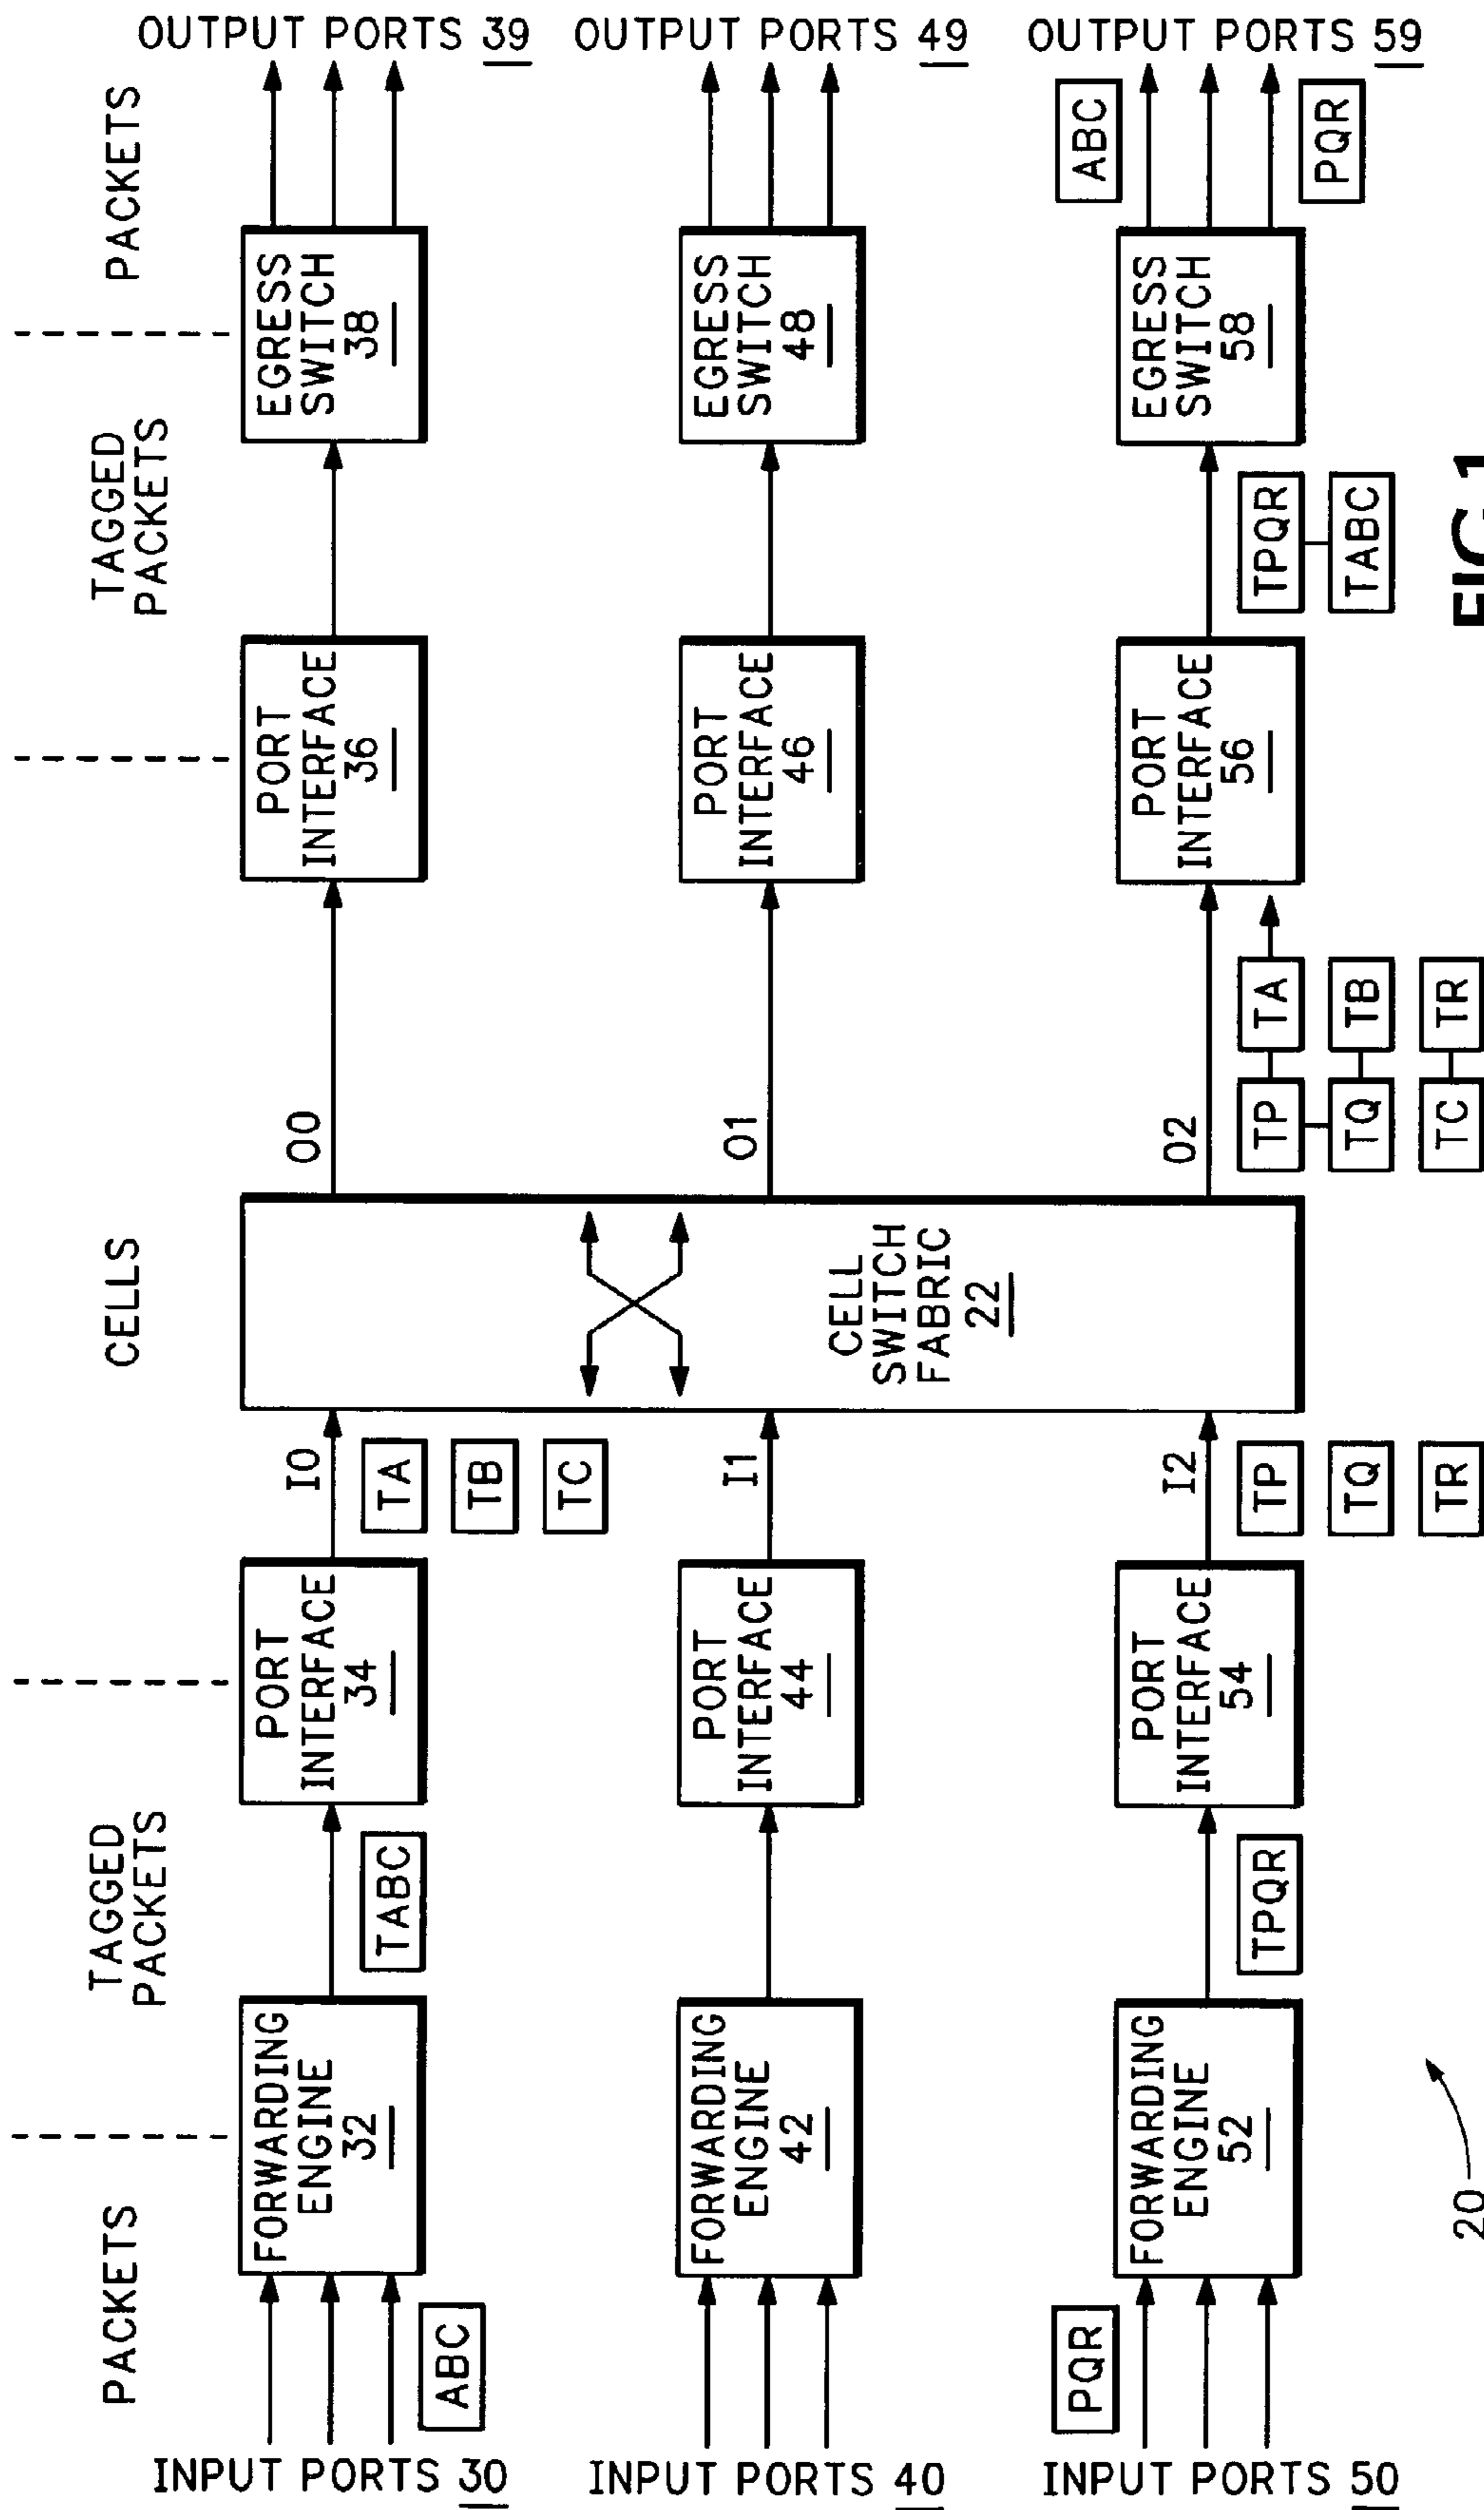 PACKETS
TAGGED
PACKETS
CELLS
TAGGED
PACKETS
PACKETS
INPUT PORTS 30
ABC
FORWARDING
ENGINE
32
TABC
PORT
INTERFACE
34
I0
TA
TB
TC
O0
PORT
INTERFACE
36
EGRESS
SWITCH
38
OUTPUT PORTS 39
INPUT PORTS 40
FORWARDING
ENGINE
42
PORT
INTERFACE
44
I1
CELL
SWITCH
FABRIC
22
O1
PORT
INTERFACE
46
EGRESS
SWITCH
48
OUTPUT PORTS 49
INPUT PORTS 50
PQR
FORWARDING
ENGINE
52
TPQR
PORT
INTERFACE
54
I2
TP
TQ
TR
O2
TP
TA
TQ
TB
TC
TR
PORT
INTERFACE
56
TPQR
TABC
EGRESS
SWITCH
58
ABC
PQR
OUTPUT PORTS 59
20
FIG. 1